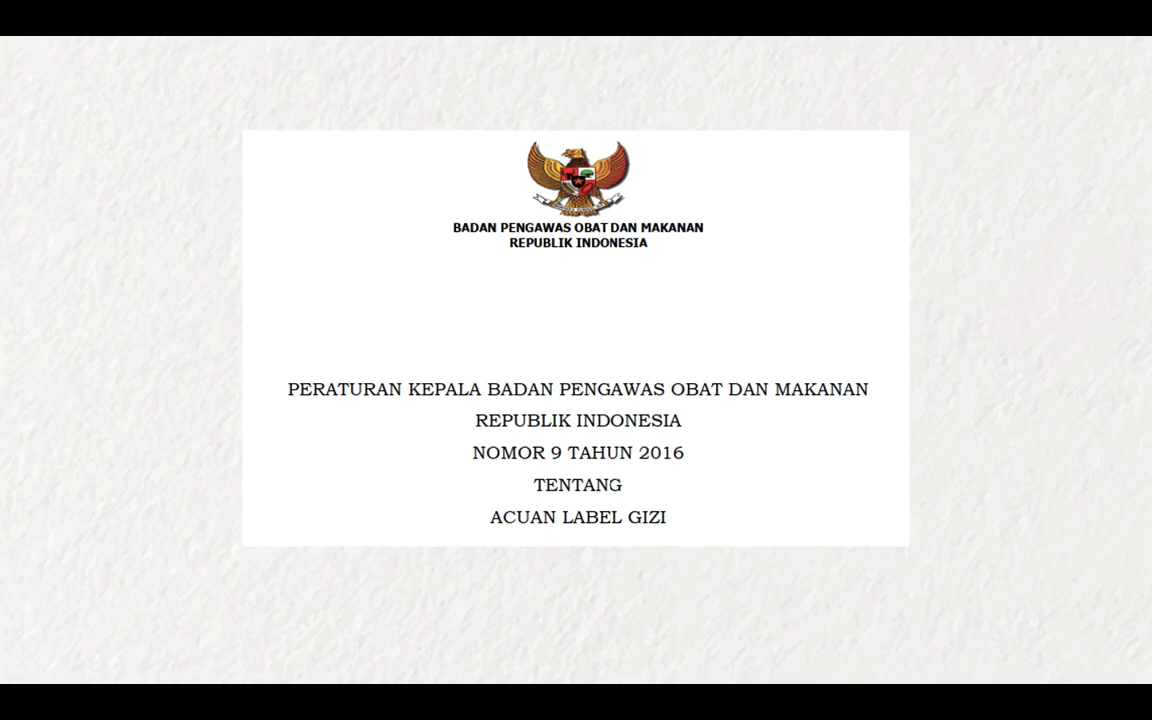 BADAN PENGAWAS OBAT DAN MAKANAN
REPUBLIK INDONESIA
PERATURAN KEPALA BADAN PENGAWAS OBAT DAN MAKANAN
REPUBLIK INDONESIA
NOMOR 9 TAHUN 2016
TENTANG
ACUAN LABEL GIZI